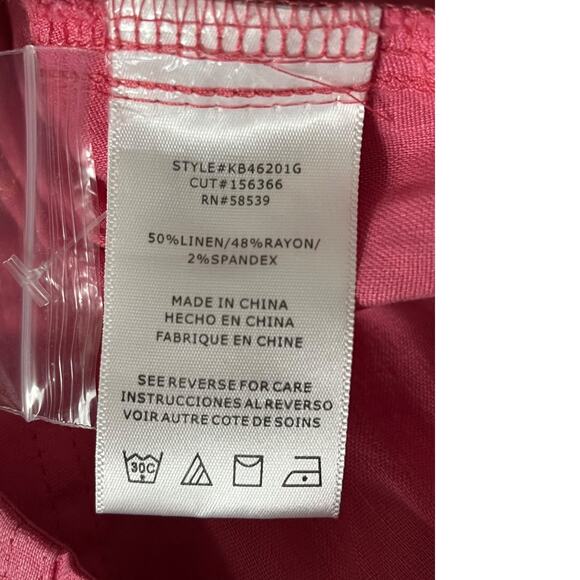 STYLE#KB46201G
CUT#156366
RN#58539
50%LINEN/48%RAYON/
2%SPANDEX
MADE IN CHINA
HECHO EN CHINA
FABRIQUE EN CHINE
SEE REVERSE FOR CARE
INSTRUCCIONES AL REVERSO
VOIR AUTRE COTE DE SOINS
30C